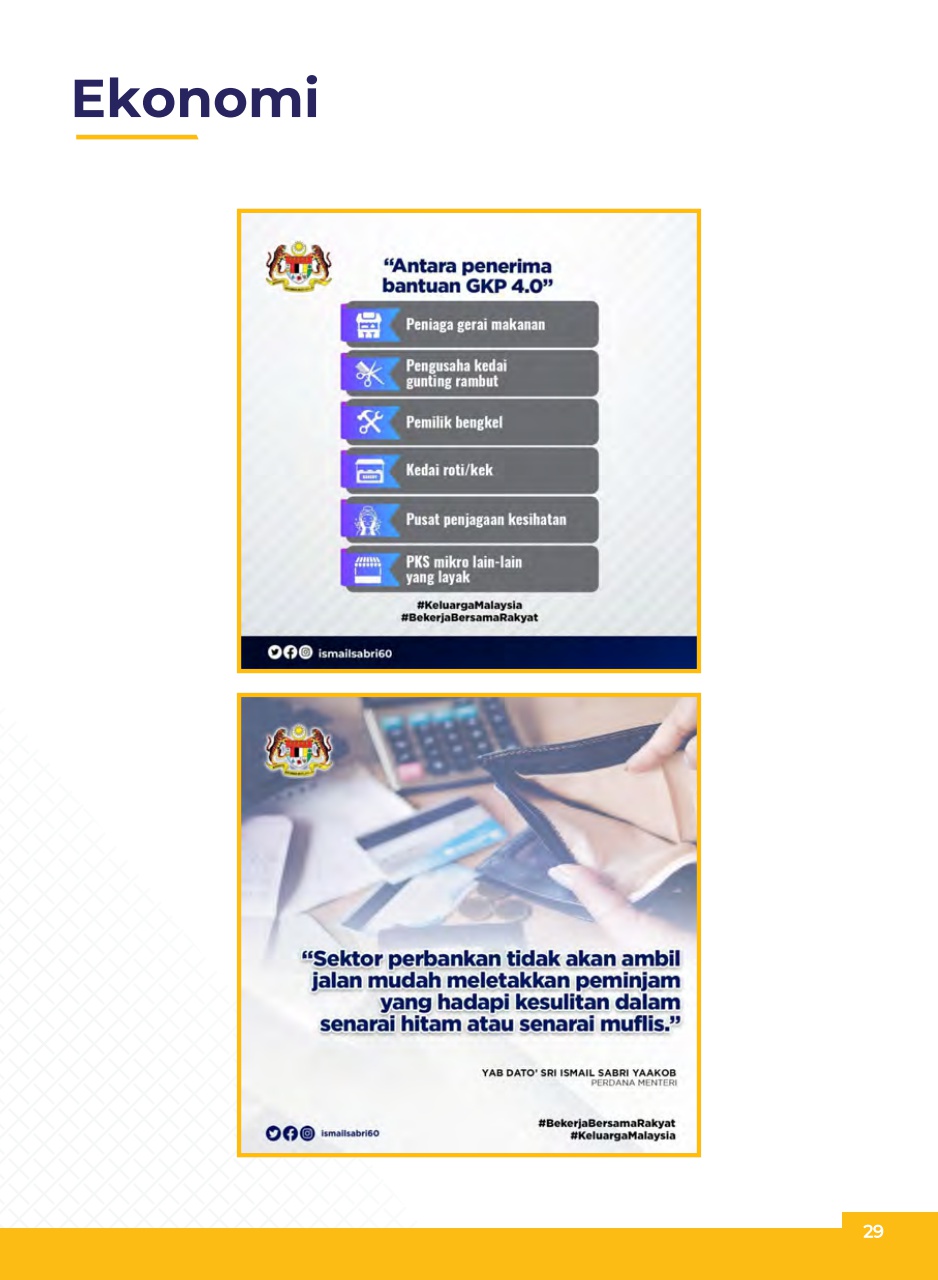 Ekonomi
“Antara penerima
bantuan GKP 4.0”
Peniaga gerai makanan
Pengusaha kedai
gunting rambut
Pemilik bengkel
BAKERY
Kedai roti/kek
Pusat penjagaan kesihatan
PKS mikro lain-lain
yang layak
#KeluargaMalaysia
#BekerjaBersamaRakyat
ismailsabri60
“Sektor perbankan tidak akan ambil
jalan mudah meletakkan peminjam
yang hadapi kesulitan dalam
senarai hitam atau senarai muflis.”
YAB DATO’ SRI ISMAIL SABRI YAAKOB
PERDANA MENTERI
#BekerjaBersamaRakyat
#KeluargaMalaysia
ismailsabri60
29